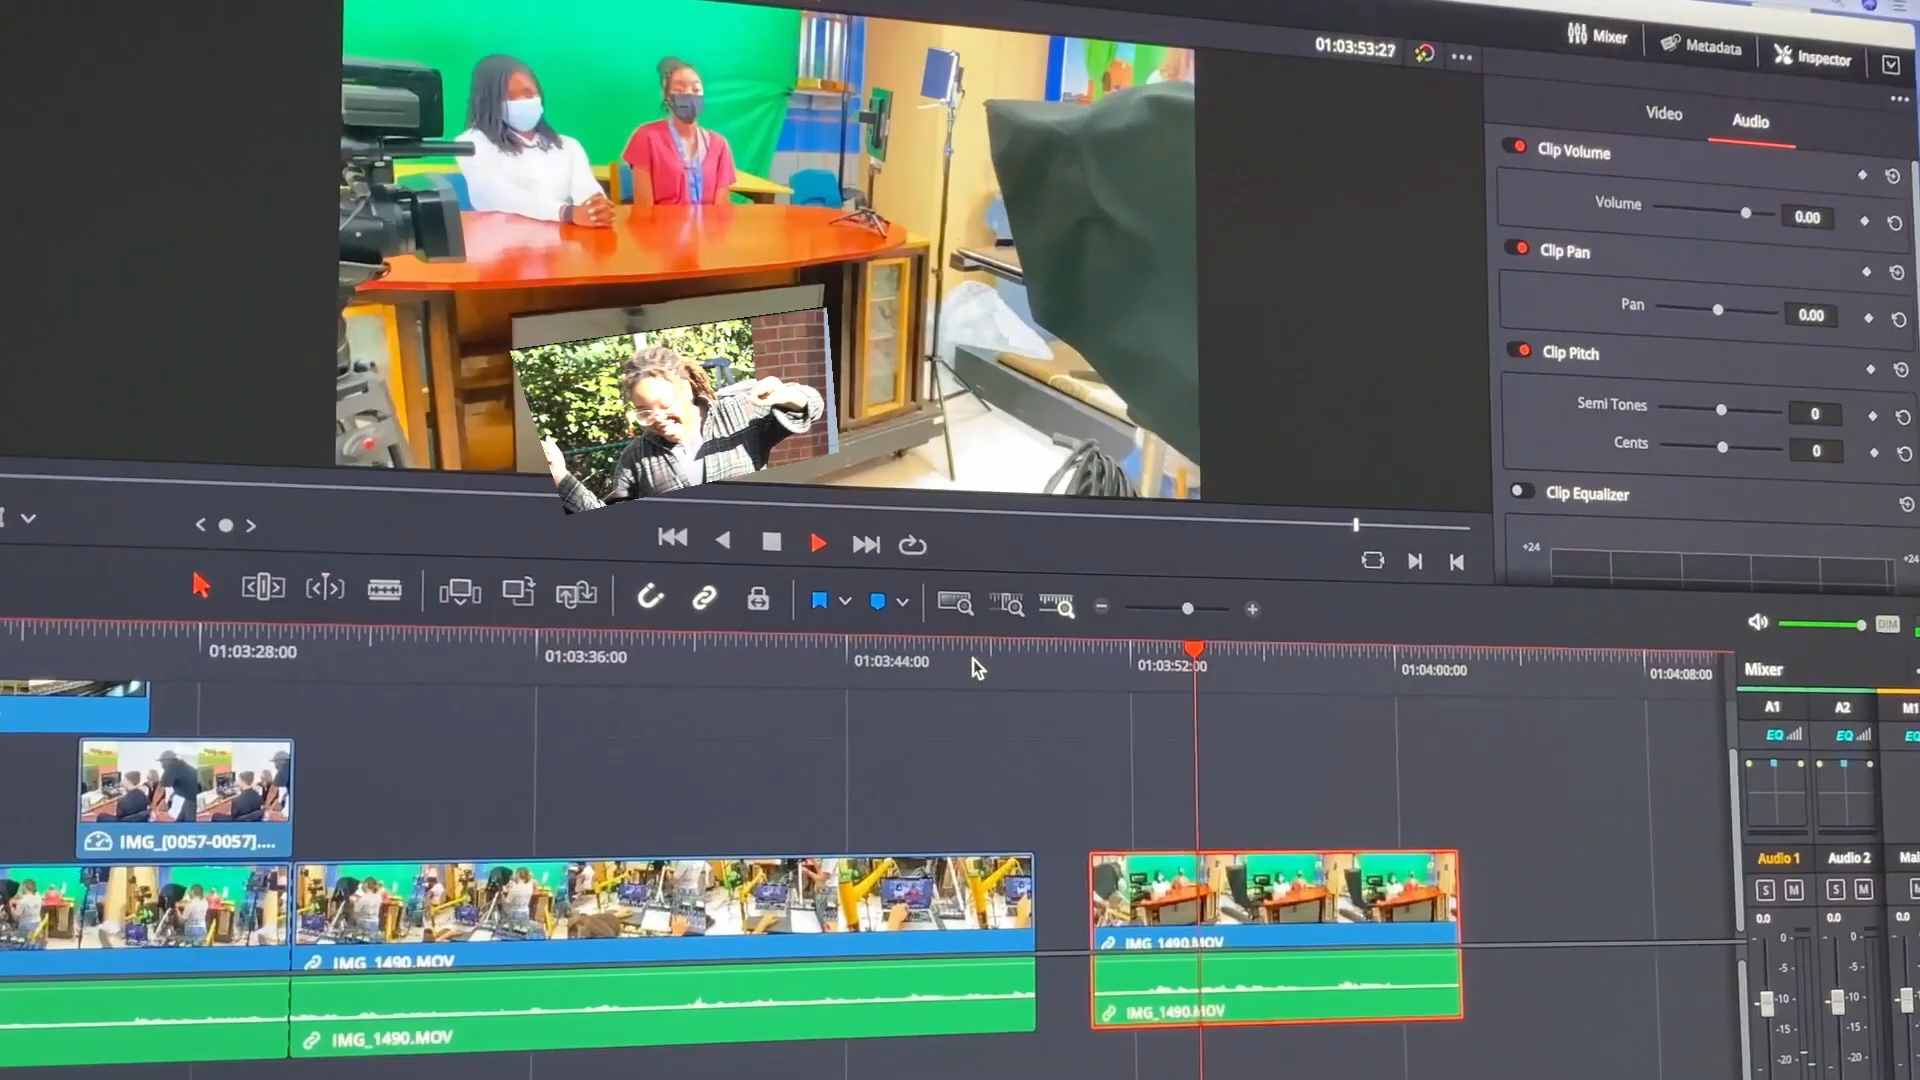 01:03:53:27
Mixer
Metadata
Inspector
Video
Audio
Clip Volume
Volume
0.00
Clip Pan
Pan
0.00
Clip Pitch
Semi Tones
0
Cents
0
Clip Equalizer
+24
+24
DIM
01:03:28:00
01:03:36:00
01:03:44:00
01:03:52:00
01:04:00:00
01:04:08:00
Mixer
A1
A2
M1
EQ
EQ
EQ
IMG_[0057-0057]....
Audio 1
Audio 2
Mai
S
M
S
M
0.0
0.0
0.0
IMG_1490.MOV
IMG_1490.MOV
IMG_1490.MOV
IMG_1490.MOV
0
0
-5
-5
-10
-10
-15
-15
-20
-20